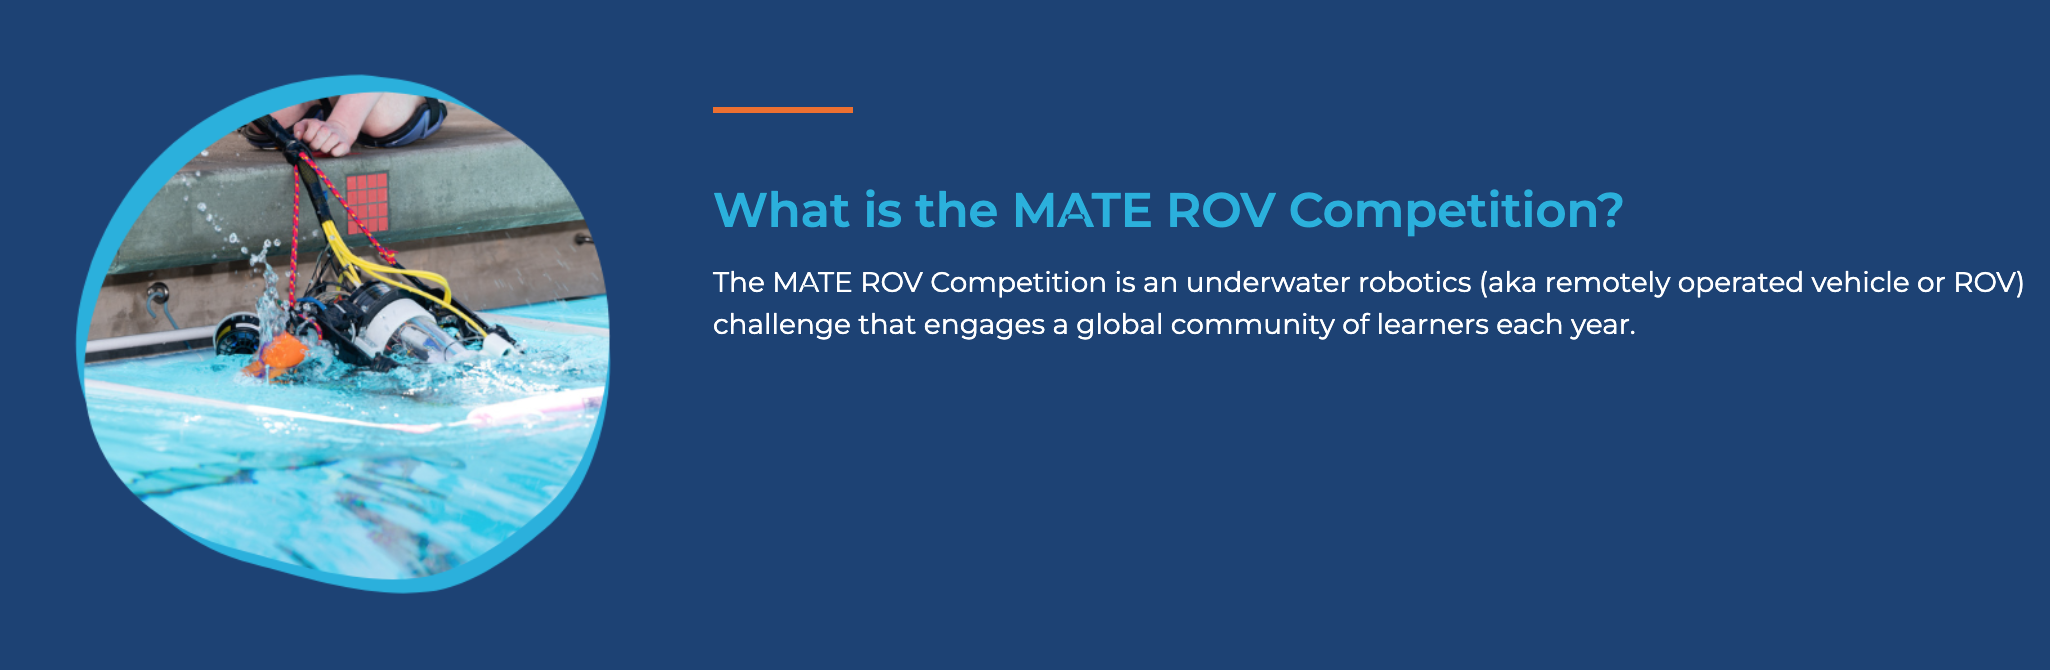 What is the MATE ROV Competition?
The MATE ROV Competition is an underwater robotics (aka remotely operated vehicle or ROV)
challenge that engages a global community of learners each year.